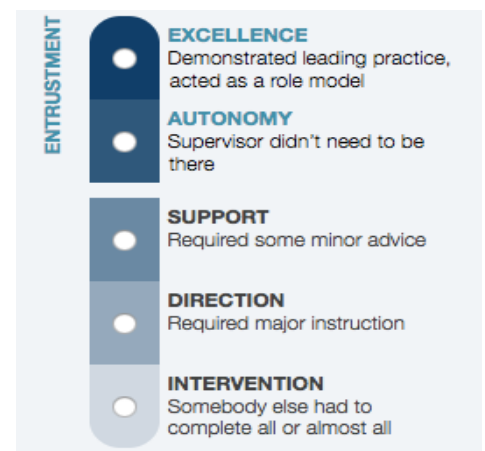 ENTRUSTMENT
EXCELLENCE
Demonstrated leading practice,
acted as a role model
AUTONOMY
Supervisor didn't need to be
there
SUPPORT
Required some minor advice
DIRECTION
Required major instruction
INTERVENTION
Somebody else had to
complete all or almost all